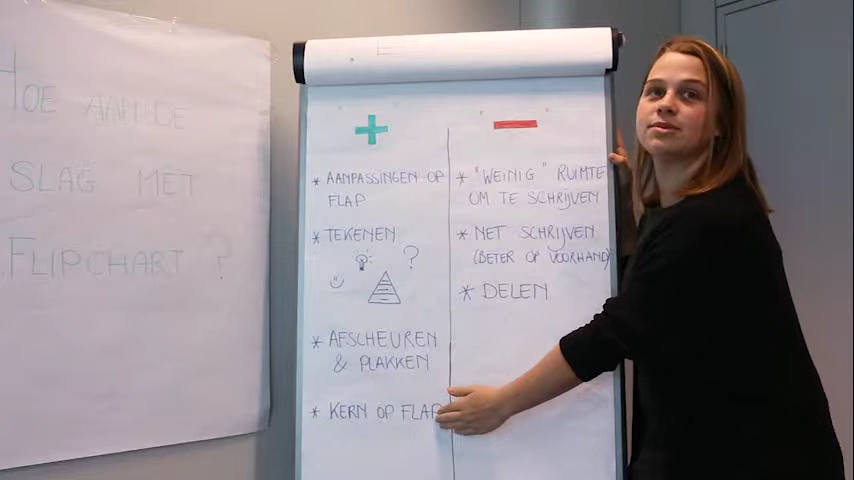 HOE AAN DE
SLAG MET
FLIPCHART ?
+
* AANPASSINGEN OP
FLAP
* TEKENEN
?
* AFSCHEUREN
& PLAKKEN
* KERN OP FLAP
-
* "WEINIG" RUIMTE
OM TE SCHRIJVEN
* NET SCHRIJVEN
(BETER OP VOORHAND)
* DELEN